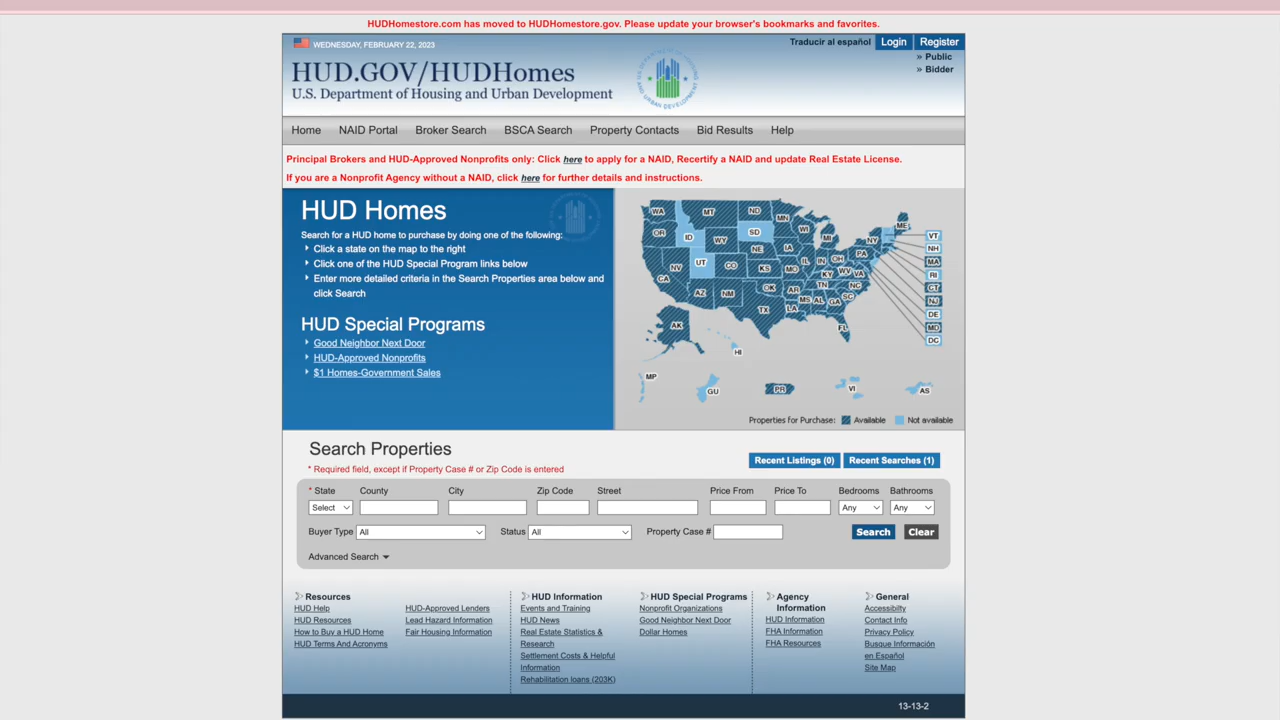 HUDHomestore.com has moved to HUDHomestore.gov. Please update your browser's bookmarks and favorites.
WEDNESDAY, FEBRUARY 22, 2023
Traducir al español Login Register
» Public
» Bidder
HUD.GOV/HUDHomes
U.S. Department of Housing and Urban Development
Home NAID Portal Broker Search BSCA Search Property Contacts Bid Results Help
Principal Brokers and HUD-Approved Nonprofits only: Click here to apply for a NAID, Recertify a NAID and update Real Estate License.
If you are a Nonprofit Agency without a NAID, click here for further details and instructions.
HUD Homes
Search for a HUD home to purchase by doing one of the following:
Click a state on the map to the right
Click one of the HUD Special Program links below
Enter more detailed criteria in the Search Properties area below and
click Search
HUD Special Programs
Good Neighbor Next Door
HUD-Approved Nonprofits
$1 Homes-Government Sales
WA MT ND MN WI MI ME
OR ID WY SD NE IA NY PA
NV UT CO KS MO IL IN OH KY WV VA
CA AZ NM OK AR TN NC SC
TX LA MS AL GA FL
AK HI
VT
NH
MA
RI
CT
NJ
DE
MD
DC
MP GU PR VI AS
Properties for Purchase: Available Not available
Search Properties
* Required field, except if Property Case # or Zip Code is entered
Recent Listings (0) Recent Searches (1)
* State County City Zip Code Street Price From Price To Bedrooms Bathrooms
Select Any Any
Buyer Type All Status All Property Case # Search Clear
Advanced Search
Resources
HUD Help
HUD Resources
How to Buy a HUD Home
HUD Terms And Acronyms
HUD-Approved Lenders
Lead Hazard Information
Fair Housing Information
HUD Information
Events and Training
HUD News
Real Estate Statistics &
Research
Settlement Costs & Helpful
Information
Rehabilitation loans (203K)
HUD Special Programs
Nonprofit Organizations
Good Neighbor Next Door
Dollar Homes
Agency
Information
HUD Information
FHA Information
FHA Resources
General
Accessibilty
Contact Info
Privacy Policy
Busque Información
en Español
Site Map
13-13-2